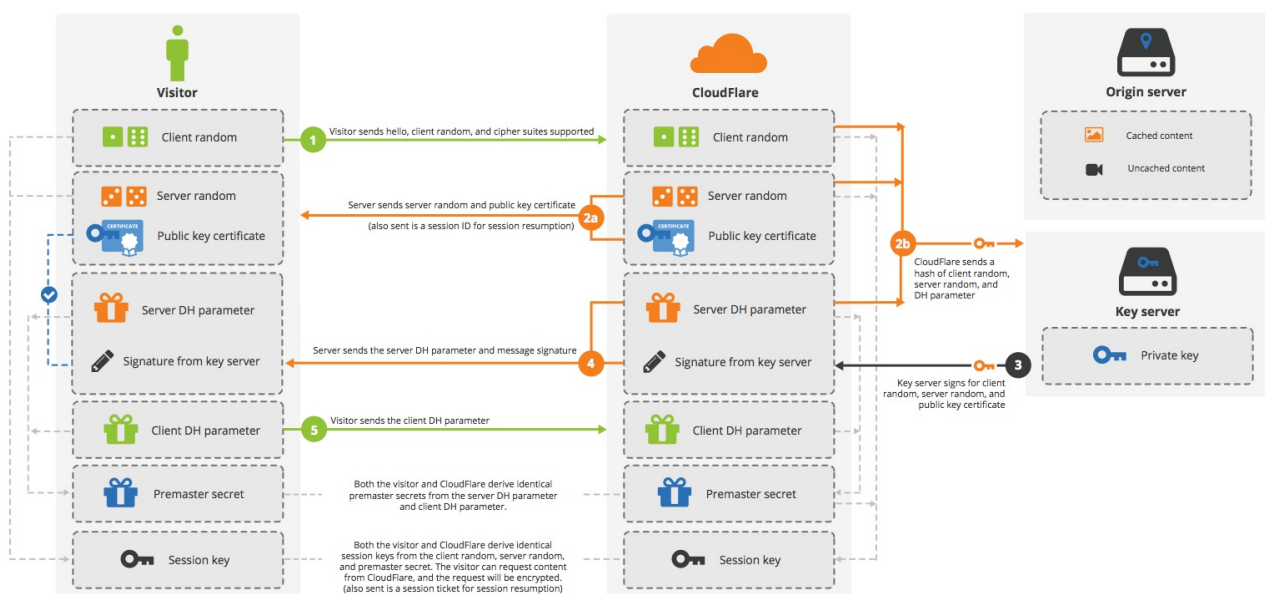 Visitor
CloudFlare
Origin server
Client random
1
Visitor sends hello, client random, and cipher suites supported
Client random
Cached content
Uncached content
Server random
CERTIFICATE
Public key certificate
Server sends server random and public key certificate
(also sent is a session ID for session resumption)
2a
Server random
CERTIFICATE
Public key certificate
2b
CloudFlare sends a
hash of client random,
server random, and
DH parameter
Key server
Private key
Server DH parameter
Signature from key server
Server sends the server DH parameter and message signature
4
Server DH parameter
Signature from key server
3
Key server signs for client
random, server random, and
public key certificate
Client DH parameter
5
Visitor sends the client DH parameter
Client DH parameter
Premaster secret
Both the visitor and CloudFlare derive identical
premaster secrets from the server DH parameter
and client DH parameter.
Premaster secret
Session key
Both the visitor and CloudFlare derive identical
session keys from the client random, server random,
and premaster secret. The visitor can request content
from CloudFlare, and the request will be encrypted.
(also sent is a session ticket for session resumption)
Session key